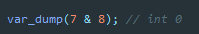 var_dump(7 & 8); // int 0